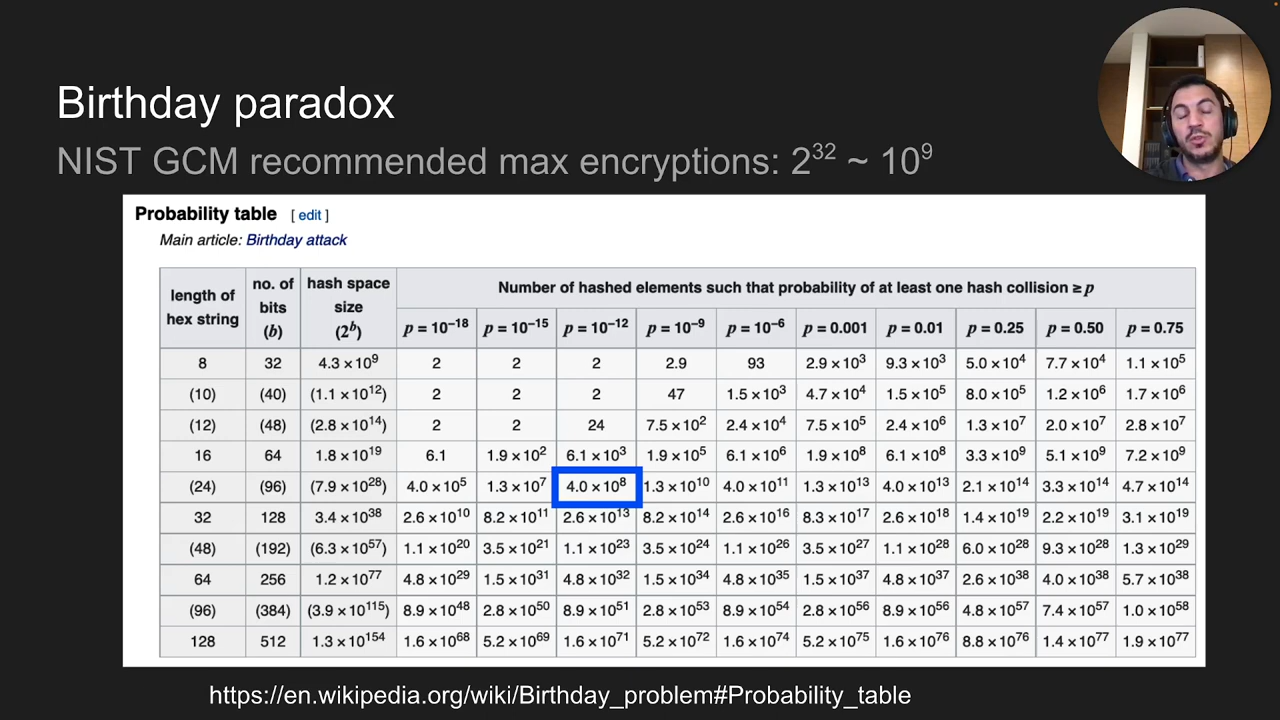 Birthday paradox
NIST GCM recommended max encryptions: 2³² ~ 10⁹
Probability table [ edit ]
Main article: Birthday attack
length of hex string no. of bits (b) hash space size (2ᵇ) Number of hashed elements such that probability of at least one hash collision ≥ p
p = 10⁻¹⁸ p = 10⁻¹⁵ p = 10⁻¹² p = 10⁻⁹ p = 10⁻⁶ p = 0.001 p = 0.01 p = 0.25 p = 0.50 p = 0.75
8 32 4.3 × 10⁹ 2 2 2 2.9 93 2.9 × 10³ 9.3 × 10³ 5.0 × 10⁴ 7.7 × 10⁴ 1.1 × 10⁵
(10) (40) (1.1 × 10¹²) 2 2 2 47 1.5 × 10³ 4.7 × 10⁴ 1.5 × 10⁵ 8.0 × 10⁵ 1.2 × 10⁶ 1.7 × 10⁶
(12) (48) (2.8 × 10¹⁴) 2 2 24 7.5 × 10² 2.4 × 10⁴ 7.5 × 10⁵ 2.4 × 10⁶ 1.3 × 10⁷ 2.0 × 10⁷ 2.8 × 10⁷
16 64 1.8 × 10¹⁹ 6.1 1.9 × 10² 6.1 × 10³ 1.9 × 10⁵ 6.1 × 10⁶ 1.9 × 10⁸ 6.1 × 10⁸ 3.3 × 10⁹ 5.1 × 10⁹ 7.2 × 10⁹
(24) (96) (7.9 × 10²⁸) 4.0 × 10⁵ 1.3 × 10⁷ 4.0 × 10⁸ 1.3 × 10¹⁰ 4.0 × 10¹¹ 1.3 × 10¹³ 4.0 × 10¹³ 2.1 × 10¹⁴ 3.3 × 10¹⁴ 4.7 × 10¹⁴
32 128 3.4 × 10³⁸ 2.6 × 10¹⁰ 8.2 × 10¹¹ 2.6 × 10¹³ 8.2 × 10¹⁴ 2.6 × 10¹⁶ 8.3 × 10¹⁷ 2.6 × 10¹⁸ 1.4 × 10¹⁹ 2.2 × 10¹⁹ 3.1 × 10¹⁹
(48) (192) (6.3 × 10⁵⁷) 1.1 × 10²⁰ 3.5 × 10²¹ 1.1 × 10²³ 3.5 × 10²⁴ 1.1 × 10²⁶ 3.5 × 10²⁷ 1.1 × 10²⁸ 6.0 × 10²⁸ 9.3 × 10²⁸ 1.3 × 10²⁹
64 256 1.2 × 10⁷⁷ 4.8 × 10²⁹ 1.5 × 10³¹ 4.8 × 10³² 1.5 × 10³⁴ 4.8 × 10³⁵ 1.5 × 10³⁷ 4.8 × 10³⁷ 2.6 × 10³⁸ 4.0 × 10³⁸ 5.7 × 10³⁸
(96) (384) (3.9 × 10¹¹⁵) 8.9 × 10⁴⁸ 2.8 × 10⁵⁰ 8.9 × 10⁵¹ 2.8 × 10⁵³ 8.9 × 10⁵⁴ 2.8 × 10⁵⁶ 8.9 × 10⁵⁶ 4.8 × 10⁵⁷ 7.4 × 10⁵⁷ 1.0 × 10⁵⁸
128 512 1.3 × 10¹⁵⁴ 1.6 × 10⁶⁸ 5.2 × 10⁶⁹ 1.6 × 10⁷¹ 5.2 × 10⁷² 1.6 × 10⁷⁴ 5.2 × 10⁷⁵ 1.6 × 10⁷⁶ 8.8 × 10⁷⁶ 1.4 × 10⁷⁷ 1.9 × 10⁷⁷
https://en.wikipedia.org/wiki/Birthday_problem#Probability_table